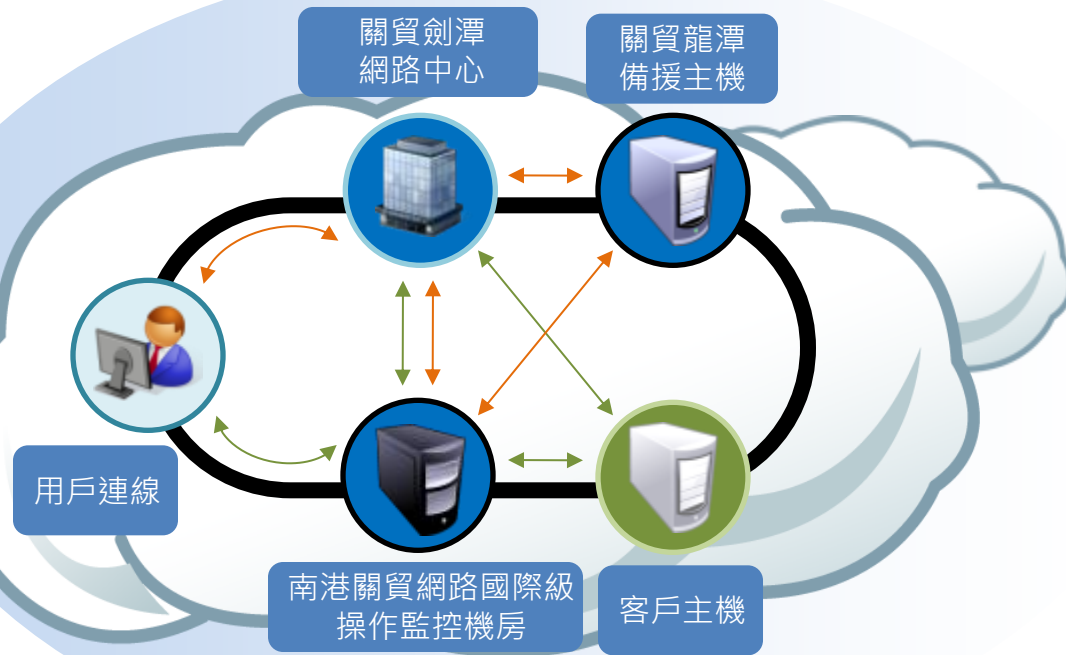 關貿劍潭
網路中心
關貿龍潭
備援主機
用戶連線
南港關貿網路國際級
操作監控機房
客戶主機